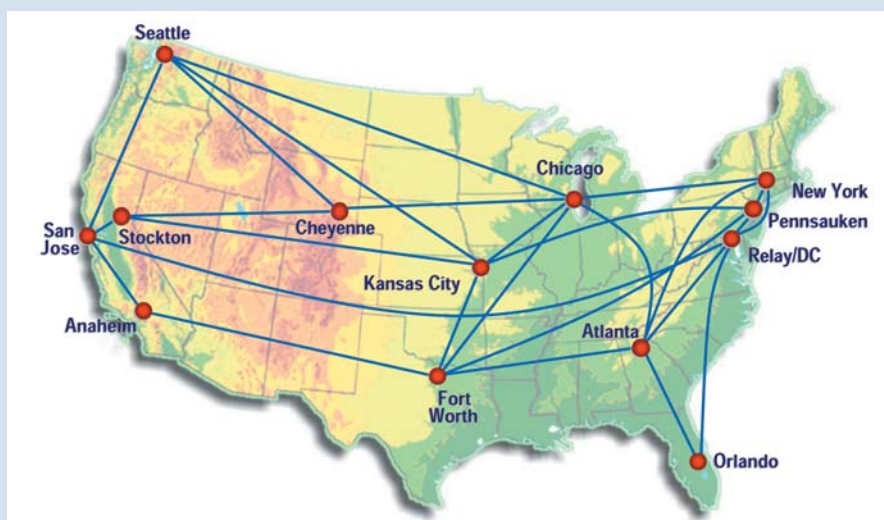 Seattle
Chicago
New York
Pennsauken
Relay/DC
San
Jose
Stockton
Cheyenne
Kansas City
Anaheim
Atlanta
Fort
Worth
Orlando